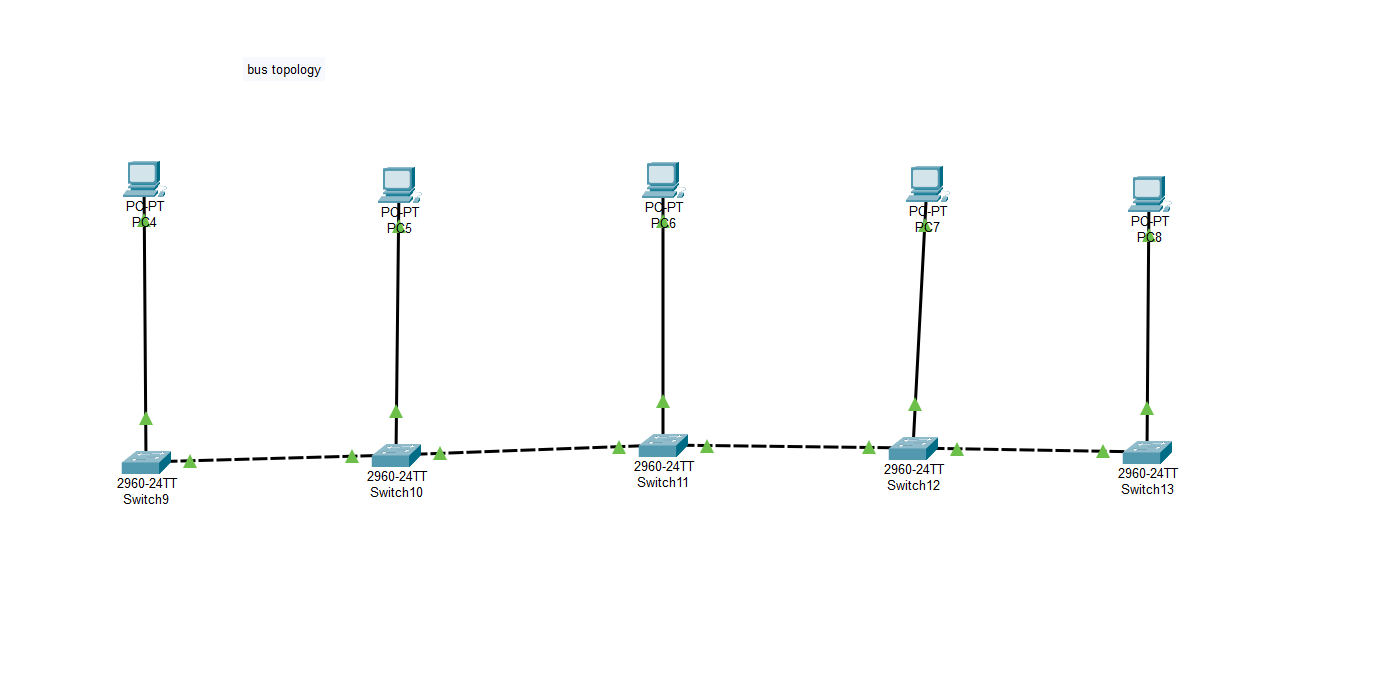 bus topology
PC-PT
PC4
PC-PT
PC5
PC-PT
PC6
PC-PT
PC7
PC-PT
PC8
2960-24TT
Switch9
2960-24TT
Switch10
2960-24TT
Switch11
2960-24TT
Switch12
2960-24TT
Switch13